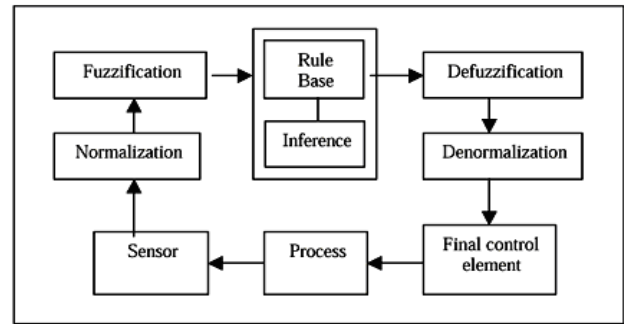 Fuzzification
Rule
Base
Inference
Defuzzification
Normalization
Denormalization
Sensor
Process
Final control
element